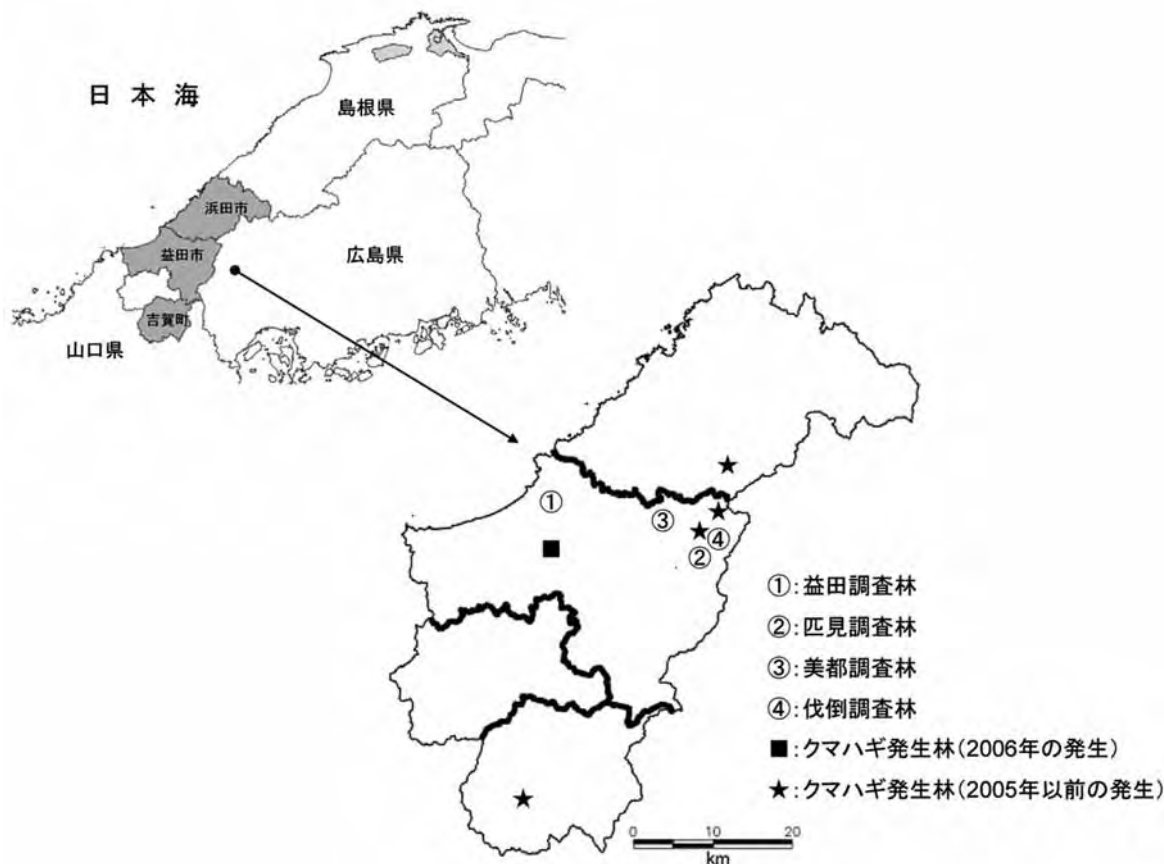 日本海
島根県
浜田市
益田市
広島県
吉賀町
山口県
①
③
④
②
①:益田調査林
②:匹見調査林
③:美都調査林
④:伐倒調査林
■:クマハギ発生林(2006年の発生)
★:クマハギ発生林(2005年以前の発生)
0 10 20
km